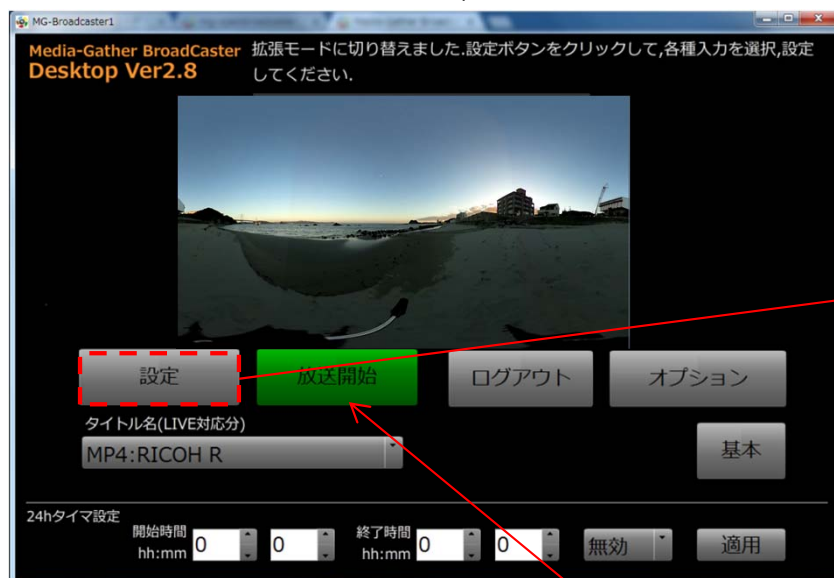 MG-Broadcaster1
Media-Gather BroadCaster
Desktop Ver2.8
拡張モードに切り替えました.設定ボタンをクリックして,各種入力を選択,設定
してください.
設定
放送開始
ログアウト
オプション
タイトル名(LIVE対応分)
MP4:RICOH R
基本
24hタイマ設定
開始時間
hh:mm
0
0
終了時間
hh:mm
0
0
無効
適用